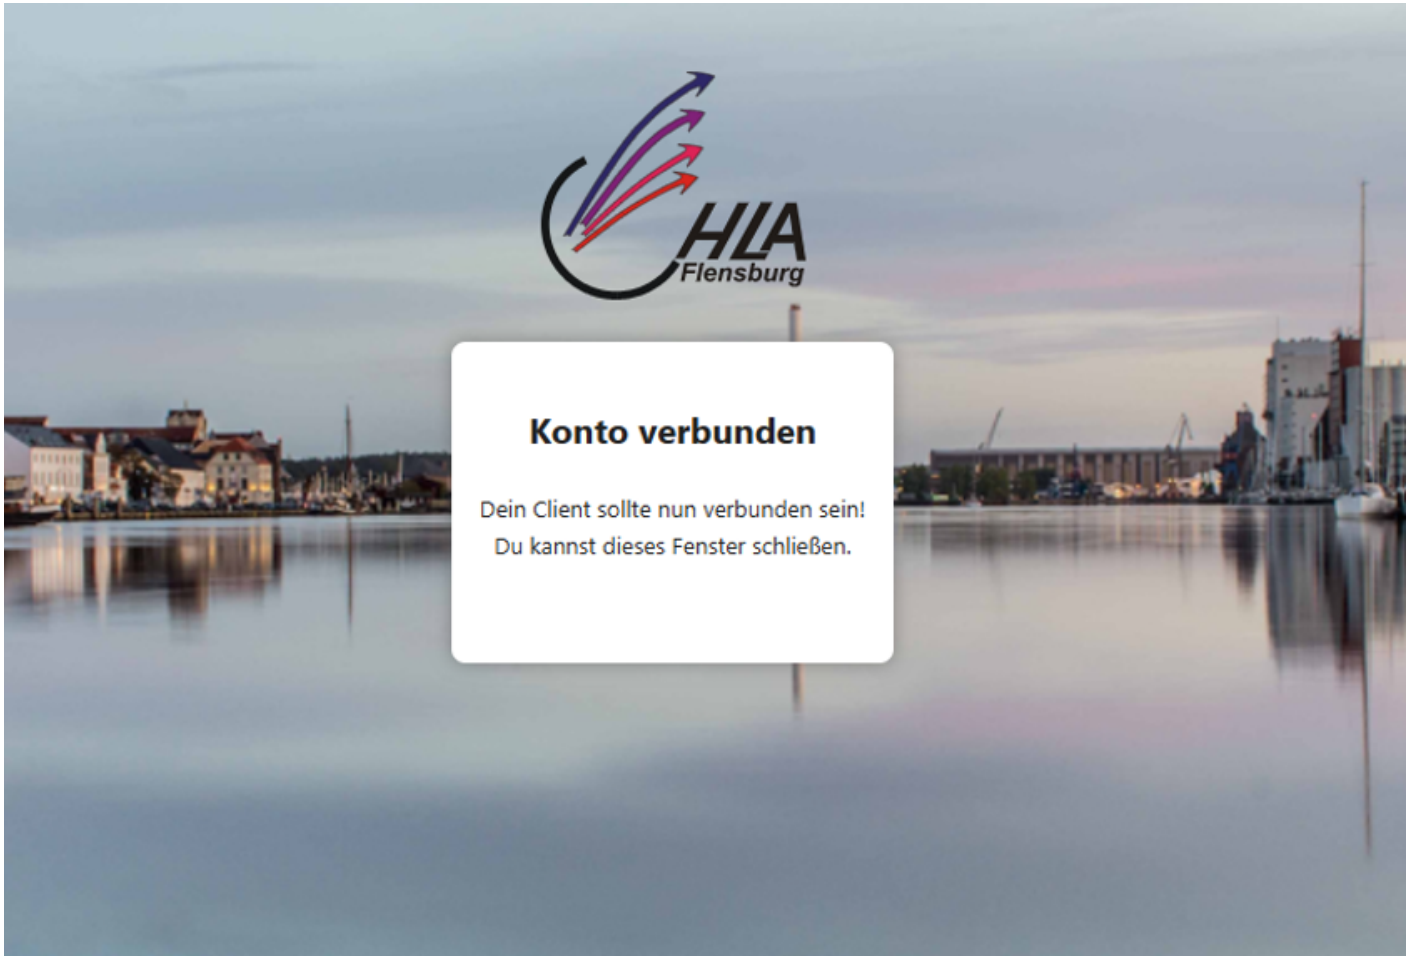 HLA
Flensburg
Konto verbunden
Dein Client sollte nun verbunden sein!
Du kannst dieses Fenster schließen.